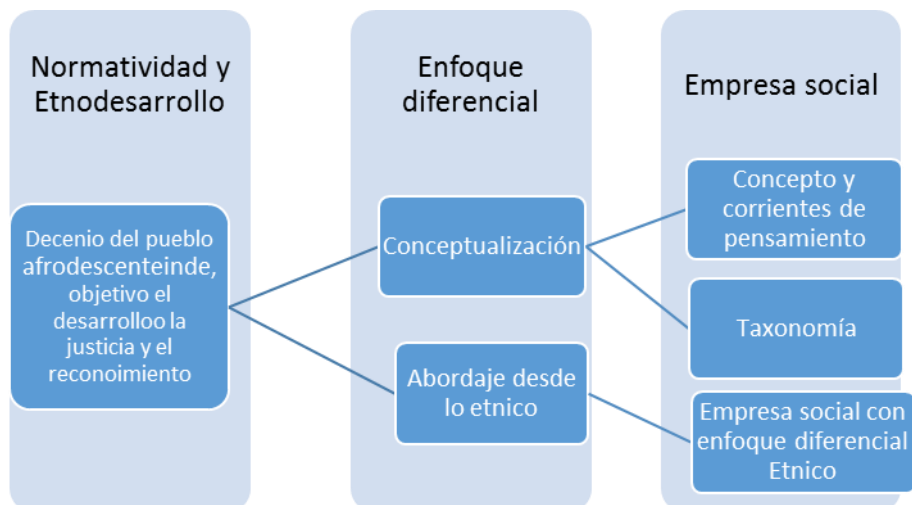 Normatividad y
Etnodesarrollo
Decenio del pueblo
afrodescenteinde,
objetivo el
desarrolloo la
justicia y el
reconoimiento
Enfoque
diferencial
Conceptualización
Abordaje desde
lo etnico
Empresa social
Concepto y
corrientes de
pensamiento
Taxonomía
Empresa social con
enfoque diferencial
Etnico